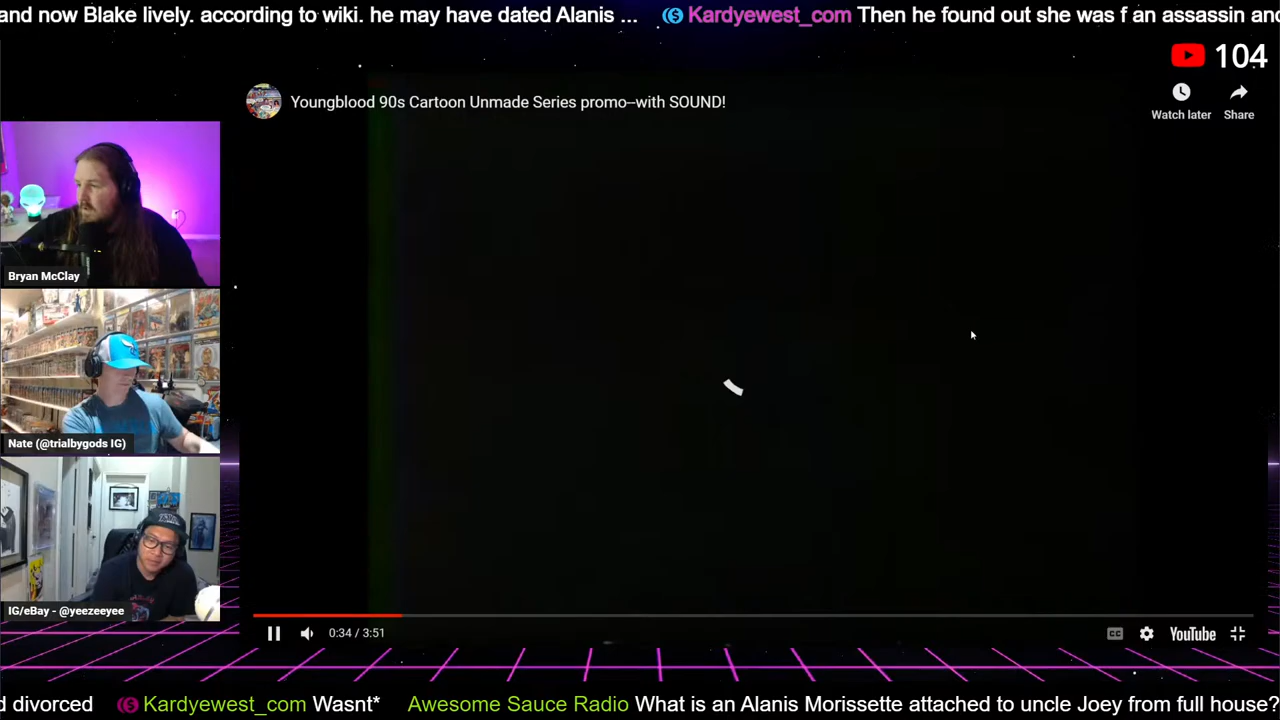 and now Blake lively. according to wiki. he may have dated Alanis ... Kardyewest_com Then he found out she was f an assassin and
104
Youngblood 90s Cartoon Unmade Series promo--with SOUND!
Watch later Share
Bryan McClay
Nate (@trialbygods IG)
IG/eBay - @yeezeeyee
0:34 / 3:51
CC YouTube
d divorced Kardyewest_com Wasnt* Awesome Sauce Radio What is an Alanis Morissette attached to uncle Joey from full house?